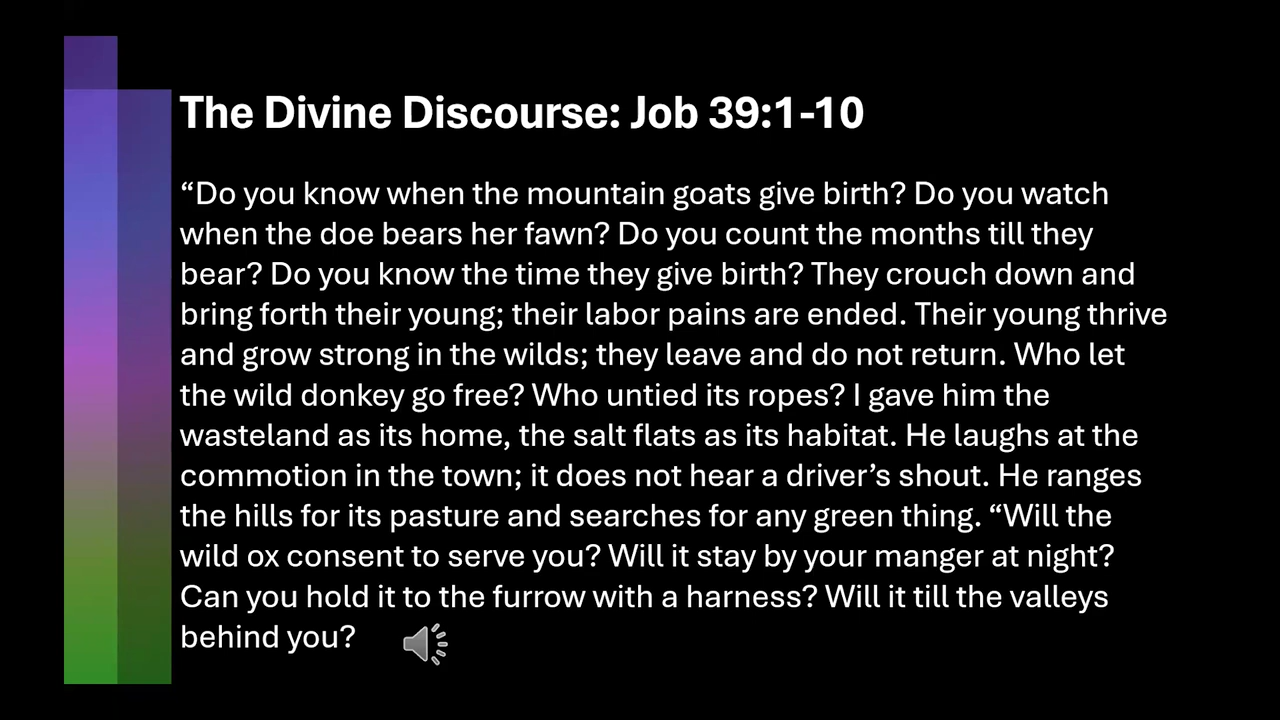 The Divine Discourse: Job 39:1-10
“Do you know when the mountain goats give birth? Do you watch
when the doe bears her fawn? Do you count the months till they
bear? Do you know the time they give birth? They crouch down and
bring forth their young; their labor pains are ended. Their young thrive
and grow strong in the wilds; they leave and do not return. Who let
the wild donkey go free? Who untied its ropes? I gave him the
wasteland as its home, the salt flats as its habitat. He laughs at the
commotion in the town; it does not hear a driver’s shout. He ranges
the hills for its pasture and searches for any green thing. “Will the
wild ox consent to serve you? Will it stay by your manger at night?
Can you hold it to the furrow with a harness? Will it till the valleys
behind you?